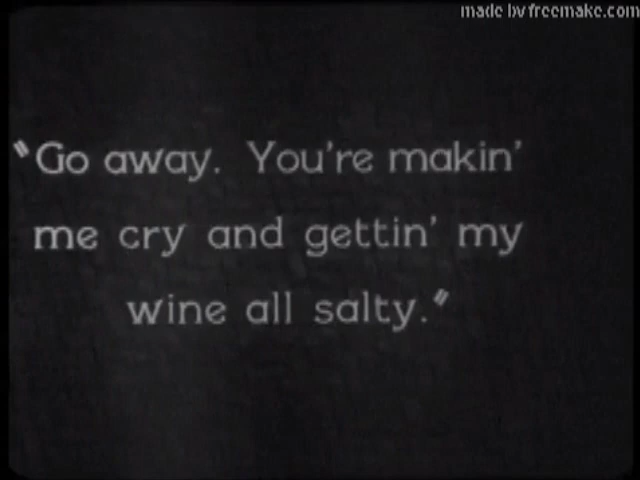 made by freemake.com
"Go away. You're makin'
me cry and gettin' my
wine all salty."